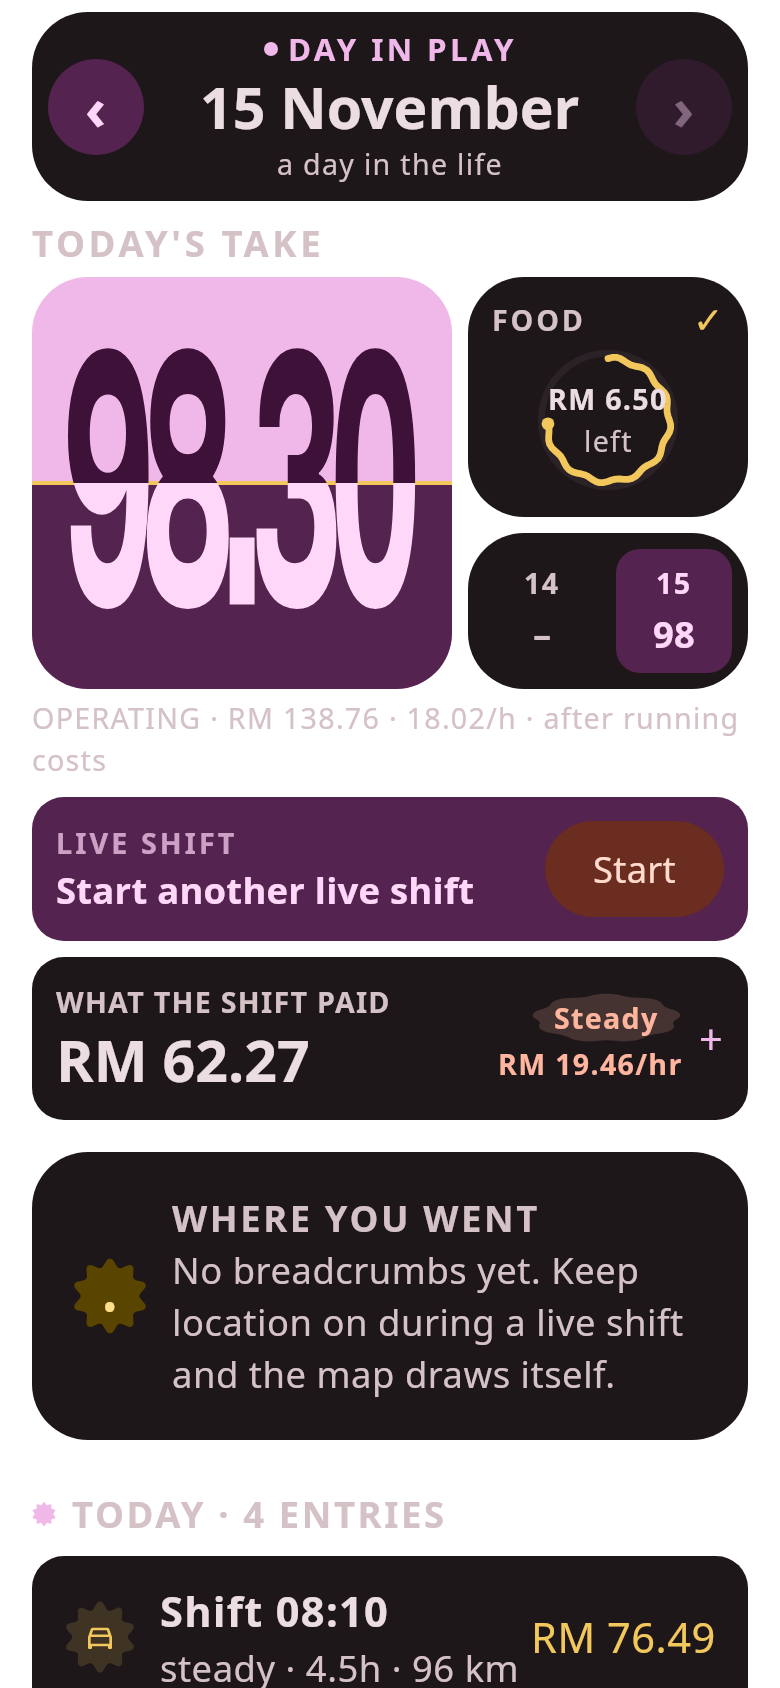 DAY IN PLAY
‹
15 November
›
a day in the life
TODAY'S TAKE
98.30
FOOD ✓
RM 6.50
left
14 15
– 98
OPERATING · RM 138.76 · 18.02/h · after running
costs
LIVE SHIFT
Start another live shift
Start
WHAT THE SHIFT PAID
RM 62.27
Steady
RM 19.46/hr
+
WHERE YOU WENT
No breadcrumbs yet. Keep
location on during a live shift
and the map draws itself.
TODAY · 4 ENTRIES
Shift 08:10
steady · 4.5h · 96 km
RM 76.49